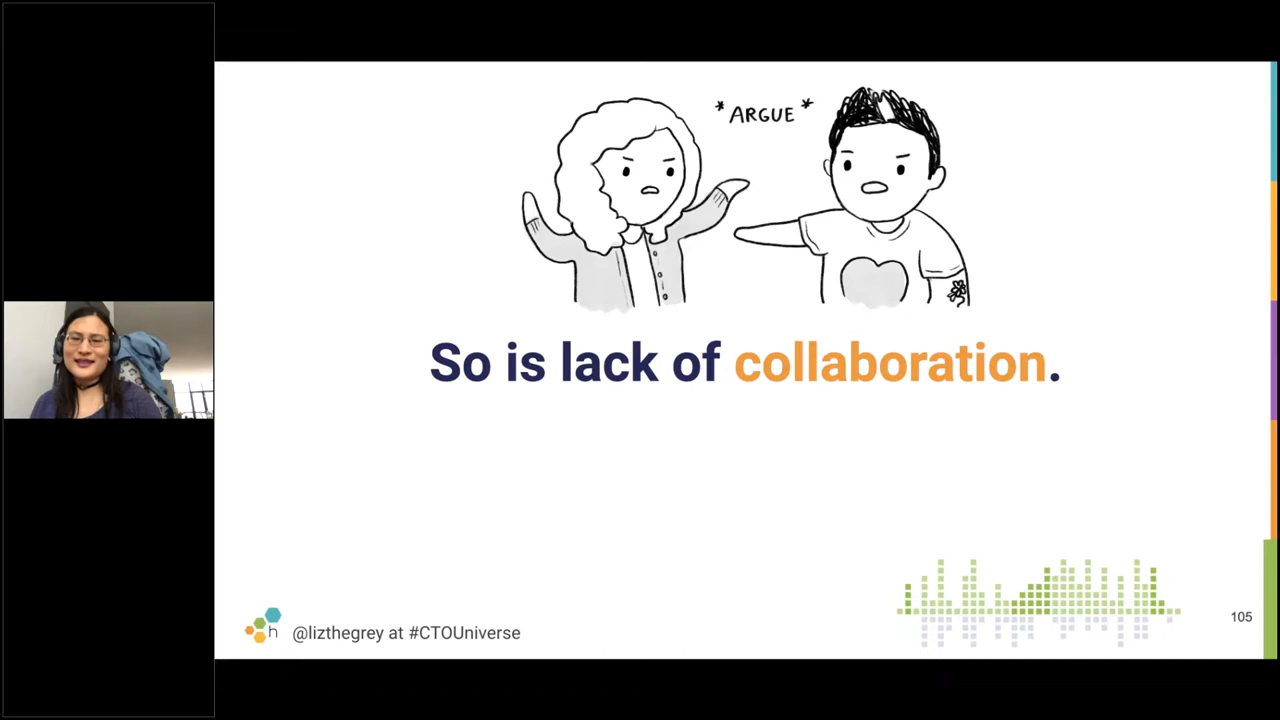 *ARGUE*
So is lack of collaboration.
h
@lizthegrey at #CTOUniverse
105